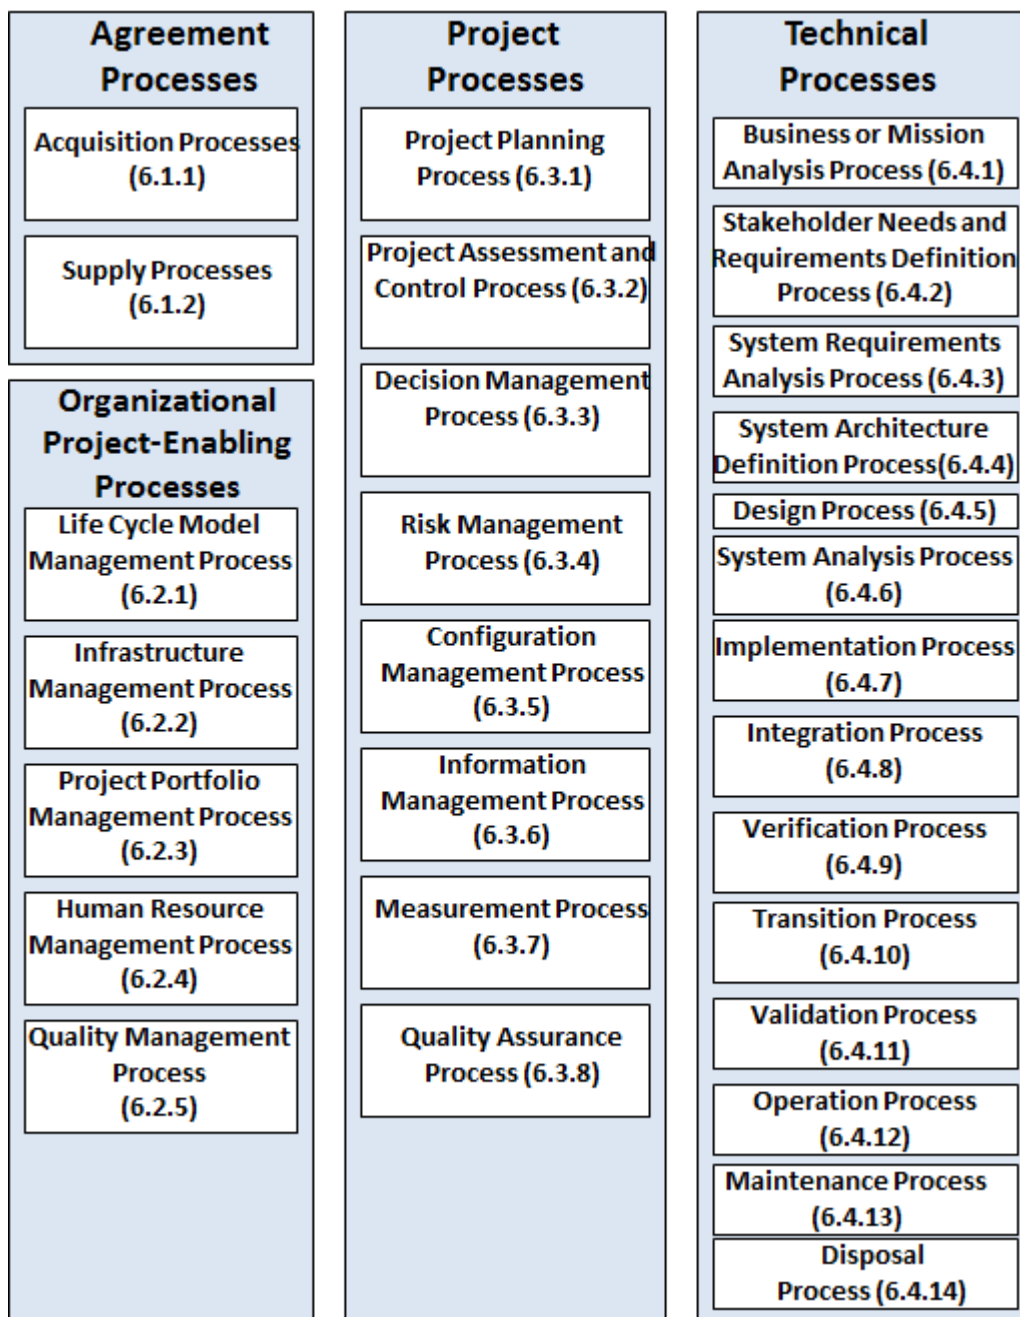 Agreement
Processes
Acquisition Processes
(6.1.1)
Supply Processes
(6.1.2)
Organizational
Project-Enabling
Processes
Life Cycle Model
Management Process
(6.2.1)
Infrastructure
Management Process
(6.2.2)
Project Portfolio
Management Process
(6.2.3)
Human Resource
Management Process
(6.2.4)
Quality Management
Process
(6.2.5)
Project
Processes
Project Planning
Process (6.3.1)
Project Assessment and
Control Process (6.3.2)
Decision Management
Process (6.3.3)
Risk Management
Process (6.3.4)
Configuration
Management Process
(6.3.5)
Information
Management Process
(6.3.6)
Measurement Process
(6.3.7)
Quality Assurance
Process (6.3.8)
Technical
Processes
Business or Mission
Analysis Process (6.4.1)
Stakeholder Needs and
Requirements Definition
Process (6.4.2)
System Requirements
Analysis Process (6.4.3)
System Architecture
Definition Process(6.4.4)
Design Process (6.4.5)
System Analysis Process
(6.4.6)
Implementation Process
(6.4.7)
Integration Process
(6.4.8)
Verification Process
(6.4.9)
Transition Process
(6.4.10)
Validation Process
(6.4.11)
Operation Process
(6.4.12)
Maintenance Process
(6.4.13)
Disposal
Process (6.4.14)